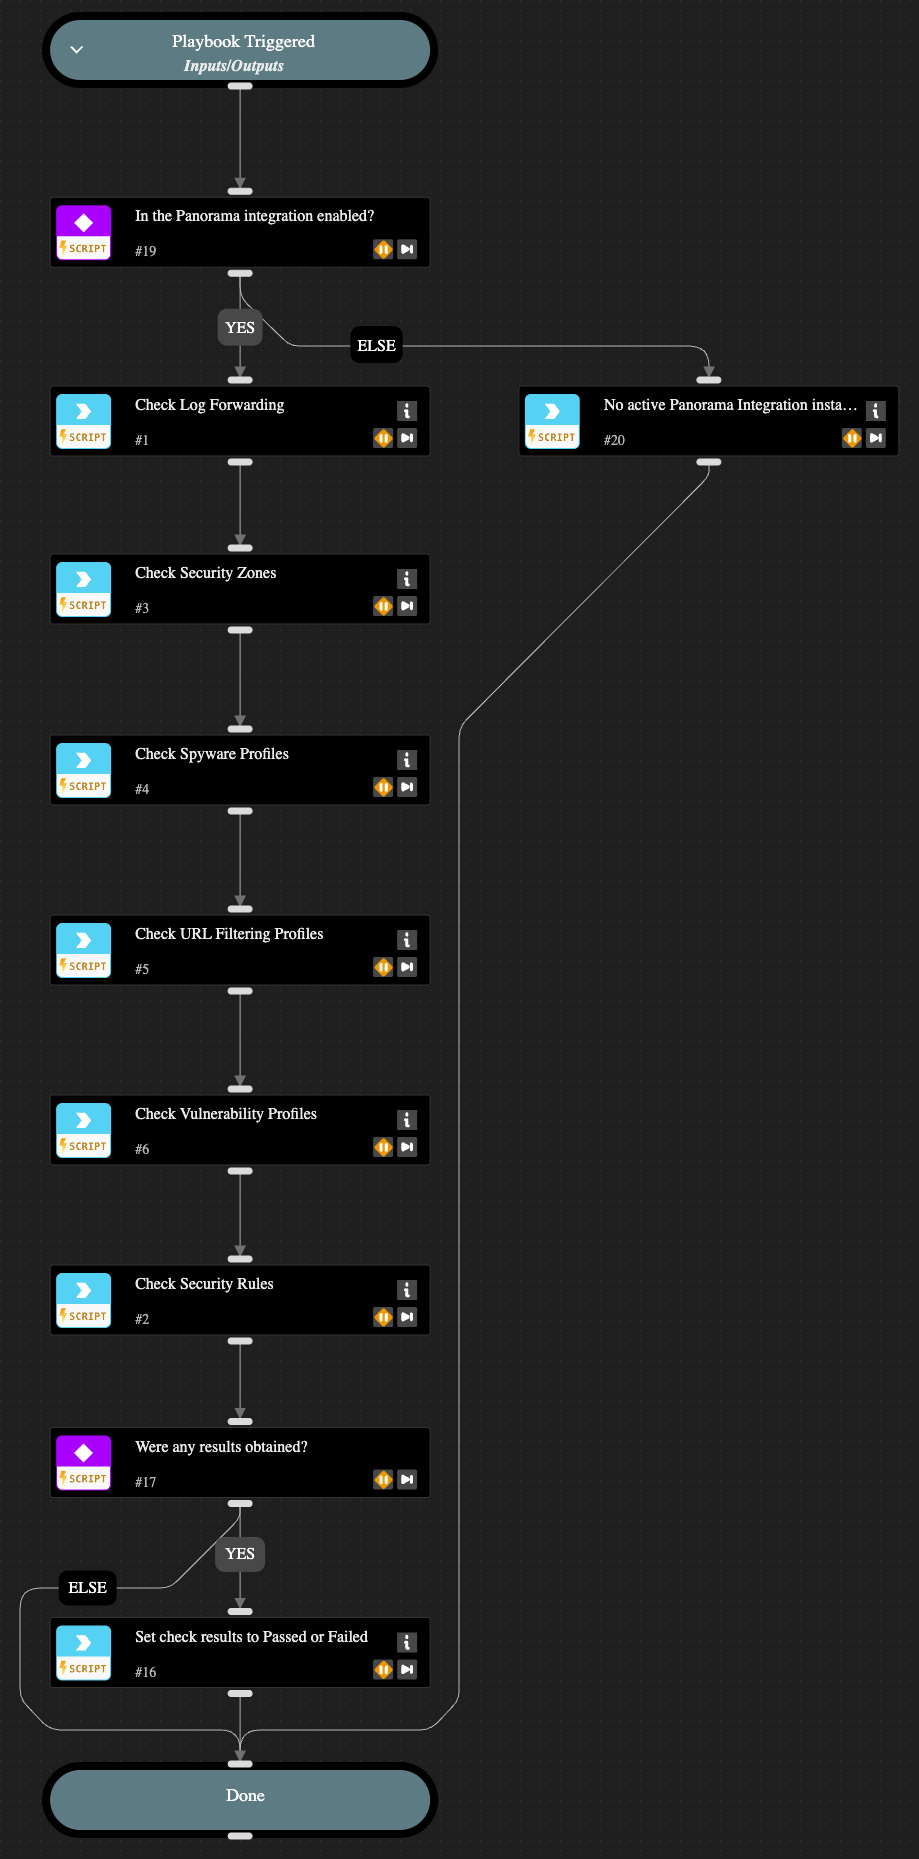 Playbook Triggered
Inputs/Outputs
In the Panorama integration enabled?
SCRIPT
#19
YES
ELSE
Check Log Forwarding
SCRIPT
#1
No active Panorama Integration insta...
SCRIPT
#20
Check Security Zones
SCRIPT
#3
Check Spyware Profiles
SCRIPT
#4
Check URL Filtering Profiles
SCRIPT
#5
Check Vulnerability Profiles
SCRIPT
#6
Check Security Rules
SCRIPT
#2
Were any results obtained?
SCRIPT
#17
YES
ELSE
Set check results to Passed or Failed
SCRIPT
#16
Done